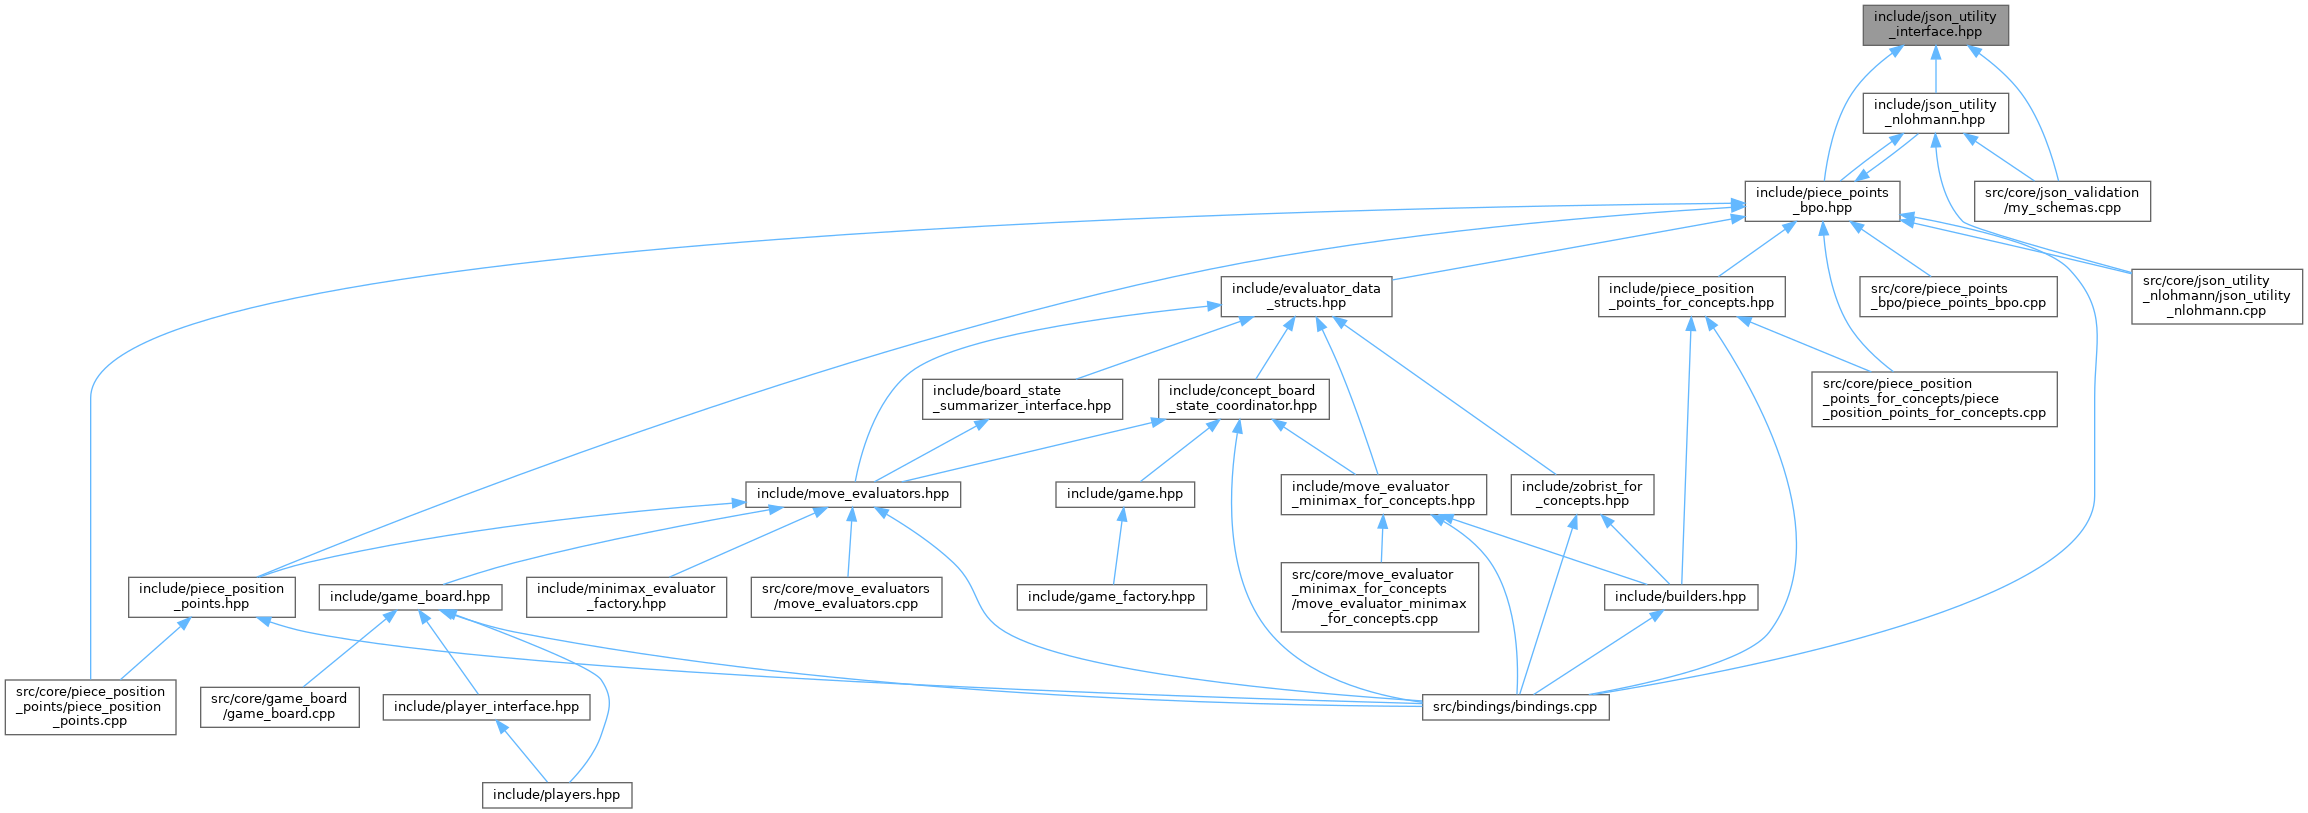 include/json_utility
_interface.hpp
include/json_utility
_nlohmann.hpp
include/piece_points
_bpo.hpp
src/core/json_validation
/my_schemas.cpp
include/evaluator_data
_structs.hpp
include/piece_position
_points_for_concepts.hpp
src/core/piece_points
_bpo/piece_points_bpo.cpp
src/core/json_utility
_nlohmann/json_utility
_nlohmann.cpp
include/board_state
_summarizer_interface.hpp
include/concept_board
_state_coordinator.hpp
src/core/piece_position
_points_for_concepts/piece
_position_points_for_concepts.cpp
include/move_evaluators.hpp
include/game.hpp
include/move_evaluator
_minimax_for_concepts.hpp
include/zobrist_for
_concepts.hpp
include/piece_position
_points.hpp
include/game_board.hpp
include/minimax_evaluator
_factory.hpp
src/core/move_evaluators
/move_evaluators.cpp
include/game_factory.hpp
src/core/move_evaluator
_minimax_for_concepts
/move_evaluator_minimax
_for_concepts.cpp
include/builders.hpp
src/core/piece_position
_points/piece_position
_points.cpp
src/core/game_board
/game_board.cpp
include/player_interface.hpp
src/bindings/bindings.cpp
include/players.hpp